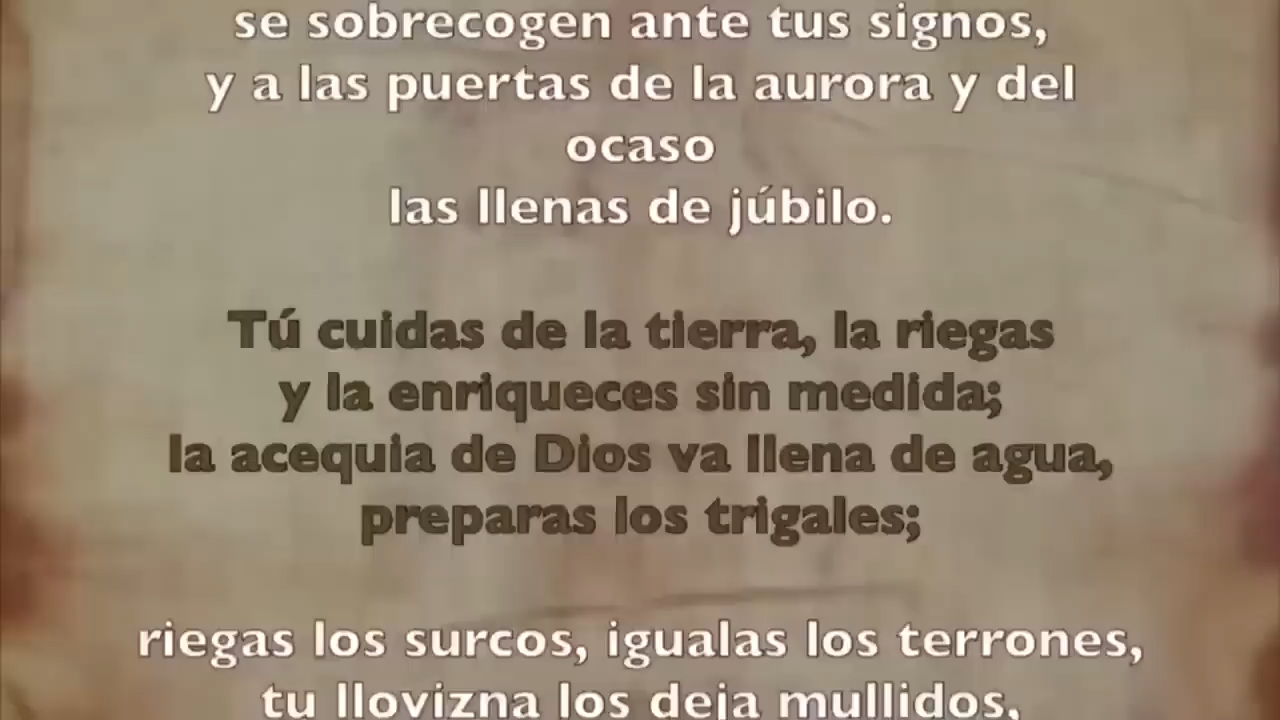 se sobrecogen ante tus signos,
y a las puertas de la aurora y del
ocaso
las llenas de júbilo.
Tú cuidas de la tierra, la riegas
y la enriqueces sin medida;
la acequia de Dios va llena de agua,
preparas los trigales;
riegas los surcos, igualas los terrones,
tu llovizna los deja mullidos,